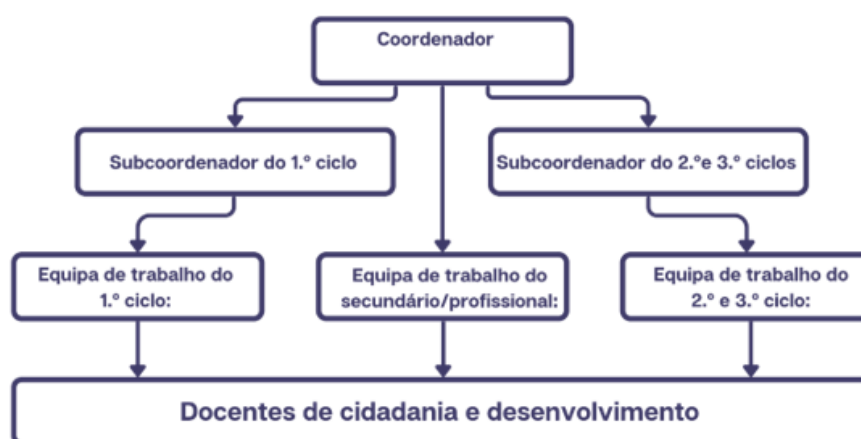 Coordenador
Subcoordenador do 1.º ciclo
Subcoordenador do 2.ºe 3.º ciclos
Equipa de trabalho do
1.º ciclo:
Equipa de trabalho do
secundário/profissional:
Equipa de trabalho do
2.º e 3.º ciclo:
Docentes de cidadania e desenvolvimento